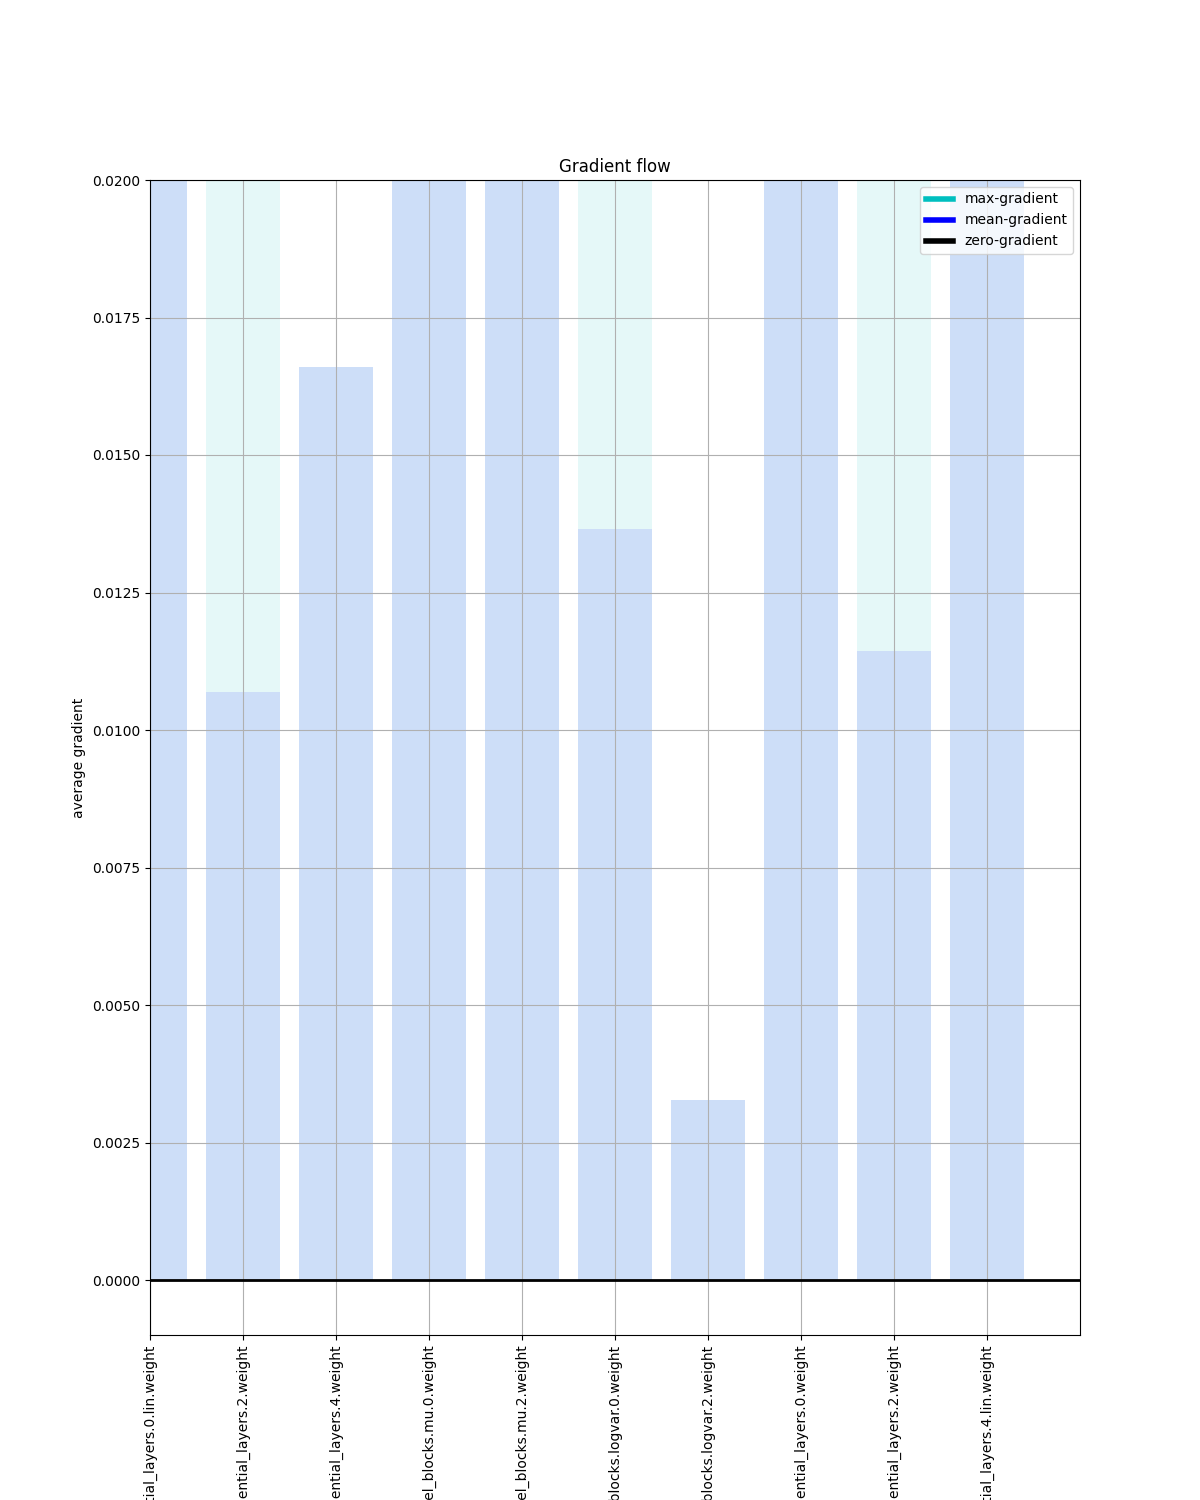 Gradient flow
max-gradient
mean-gradient
zero-gradient
0.0200
0.0175
0.0150
0.0125
0.0100
0.0075
0.0050
0.0025
0.0000
average gradient
tial_layers.0.lin.weight
ential_layers.2.weight
ential_layers.4.weight
el_blocks.mu.0.weight
el_blocks.mu.2.weight
blocks.logvar.0.weight
blocks.logvar.2.weight
ential_layers.0.weight
ential_layers.2.weight
tial_layers.4.lin.weight